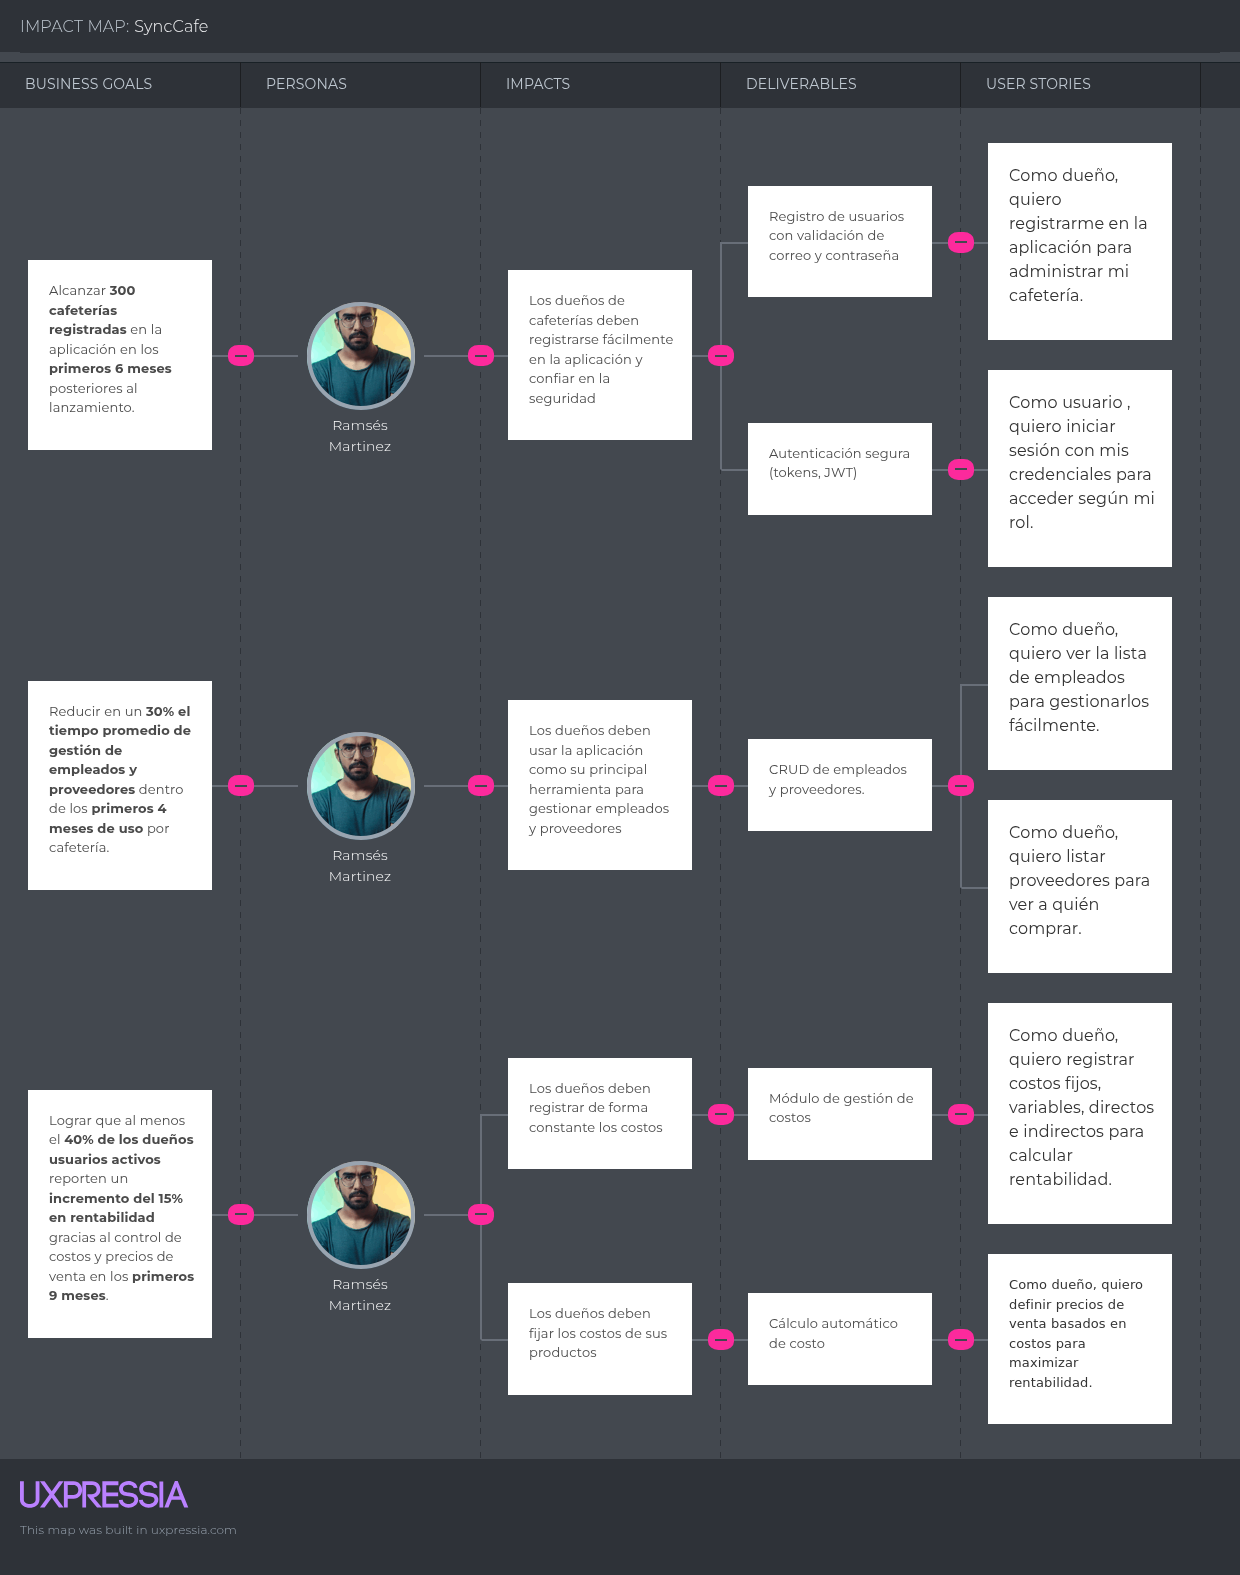 IMPACT MAP: SyncCafe
BUSINESS GOALS
PERSONAS
IMPACTS
DELIVERABLES
USER STORIES
Alcanzar 300
cafeterías
registradas en la
aplicación en los
primeros 6 meses
posteriores al
lanzamiento.
Ramsés
Martinez
Los dueños de
cafeterías deben
registrarse fácilmente
en la aplicación y
confiar en la
seguridad
Registro de usuarios
con validación de
correo y contraseña
Como dueño,
quiero
registrarme en la
aplicación para
administrar mi
cafetería.
Autenticación segura
(tokens, JWT)
Como usuario ,
quiero iniciar
sesión con mis
credenciales para
acceder según mi
rol.
Reducir en un 30% el
tiempo promedio de
gestión de
empleados y
proveedores dentro
de los primeros 4
meses de uso por
cafetería.
Ramsés
Martinez
Los dueños deben
usar la aplicación
como su principal
herramienta para
gestionar empleados
y proveedores
CRUD de empleados
y proveedores.
Como dueño,
quiero ver la lista
de empleados
para gestionarlos
fácilmente.
Como dueño,
quiero listar
proveedores para
ver a quién
comprar.
Lograr que al menos
el 40% de los dueños
usuarios activos
reporten un
incremento del 15%
en rentabilidad
gracias al control de
costos y precios de
venta en los primeros
9 meses.
Ramsés
Martinez
Los dueños deben
registrar de forma
constante los costos
Módulo de gestión de
costos
Como dueño,
quiero registrar
costos fijos,
variables, directos
e indirectos para
calcular
rentabilidad.
Los dueños deben
fijar los costos de sus
productos
Cálculo automático
de costo
Como dueño, quiero
definir precios de
venta basados en
costos para
maximizar
rentabilidad.
UXPRESSIA
This map was built in uxpressia.com